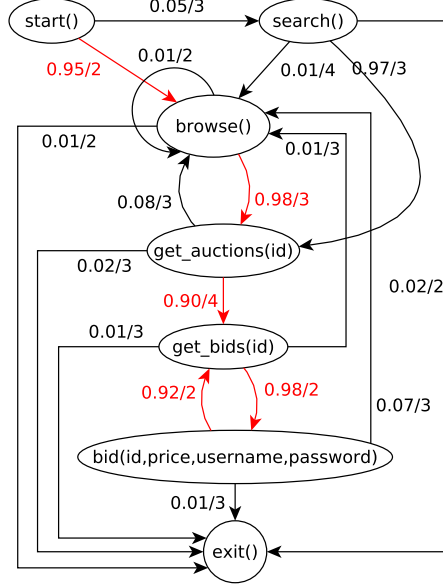 0.05/3
start()
search()
0.01/2
0.95/2
0.01/4
0.97/3
browse()
0.01/2
0.01/3
0.08/3
0.98/3
get_auctions(id)
0.02/3
0.02/2
0.90/4
0.01/3
get_bids(id)
0.92/2
0.98/2
0.07/3
bid(id,price,username,password)
0.01/3
exit()